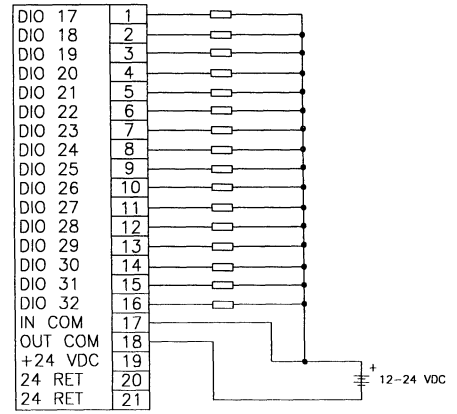 DIO 17 1
DIO 18 2
DIO 19 3
DIO 20 4
DIO 21 5
DIO 22 6
DIO 23 7
DIO 24 8
DIO 25 9
DIO 26 10
DIO 27 11
DIO 28 12
DIO 29 13
DIO 30 14
DIO 31 15
DIO 32 16
IN COM 17
OUT COM 18
+24 VDC 19
24 RET 20
24 RET 21
+
12-24 VDC